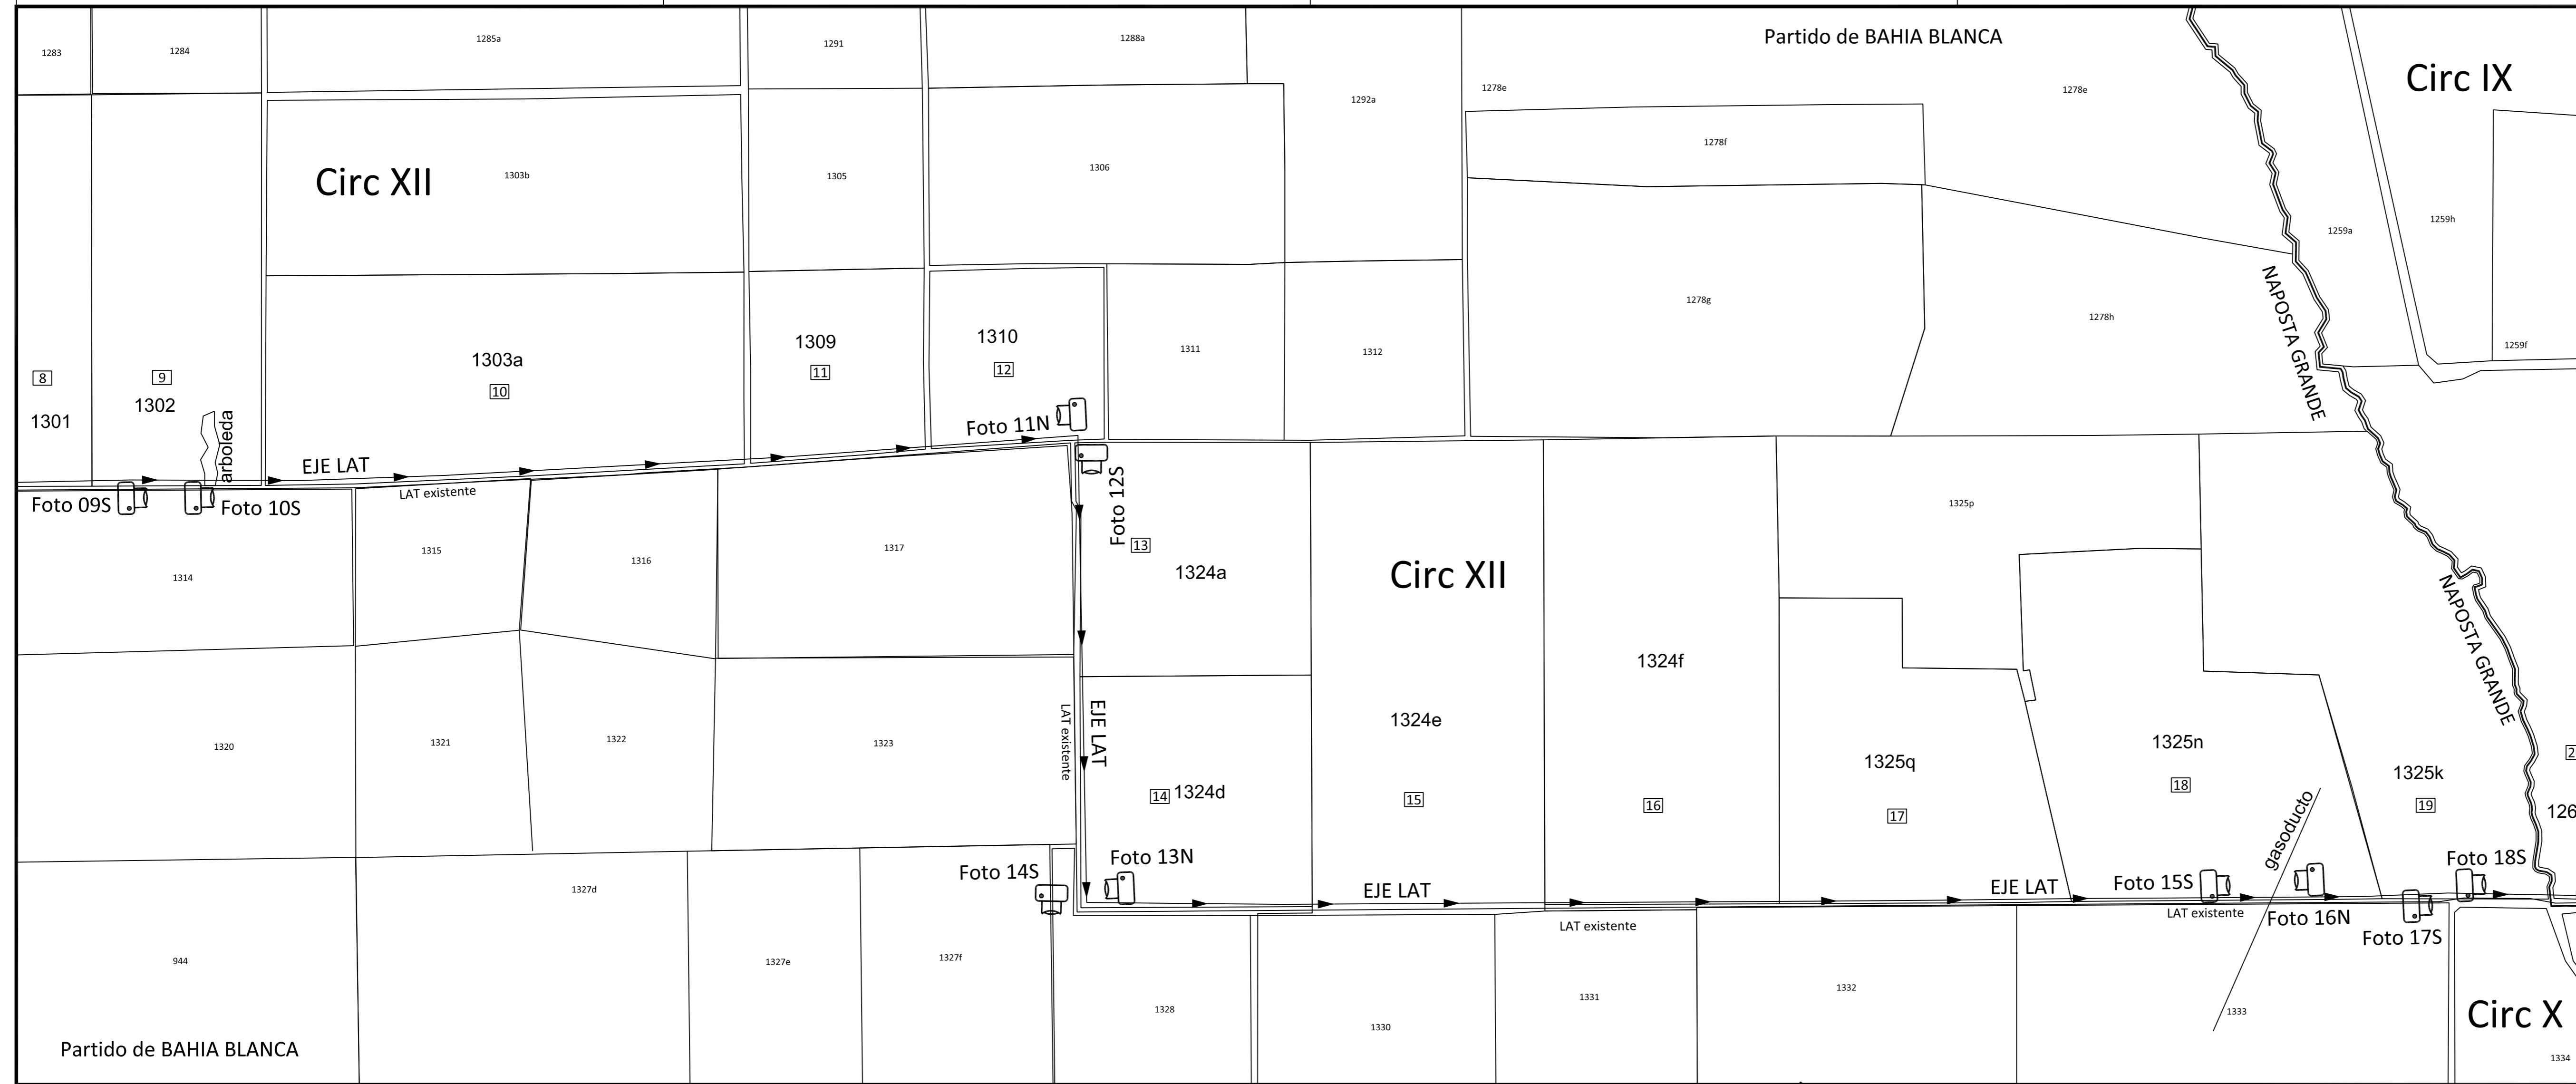 1283
1284
1285a
1291
1288a
1292a
Partido de BAHIA BLANCA
1278e
1278e
Circ IX
Circ XII
1303b
1305
1306
1278f
1259a
1259h
NAPOSTA GRANDE
1303a
10
1309
11
1310
12
1311
1312
1278g
1278h
1259f
8
1301
9
1302
arboleda
EJE LAT
LAT existente
Foto 09S
Foto 10S
Foto 11N
Foto 12S
1314
1315
1316
1317
13
1324a
Circ XII
1325p
NAPOSTA GRANDE
1320
1321
1322
1323
LAT existente
EJE LAT
14 1324d
1324e
15
1324f
16
1325q
17
1325n
18
gasoducto
1325k
19
Foto 14S
Foto 13N
EJE LAT
EJE LAT
Foto 15S
Foto 18S
LAT existente
LAT existente
Foto 16N
Foto 17S
944
1327d
1327e
1327f
1328
1330
1331
1332
1333
Circ X
1334
Partido de BAHIA BLANCA